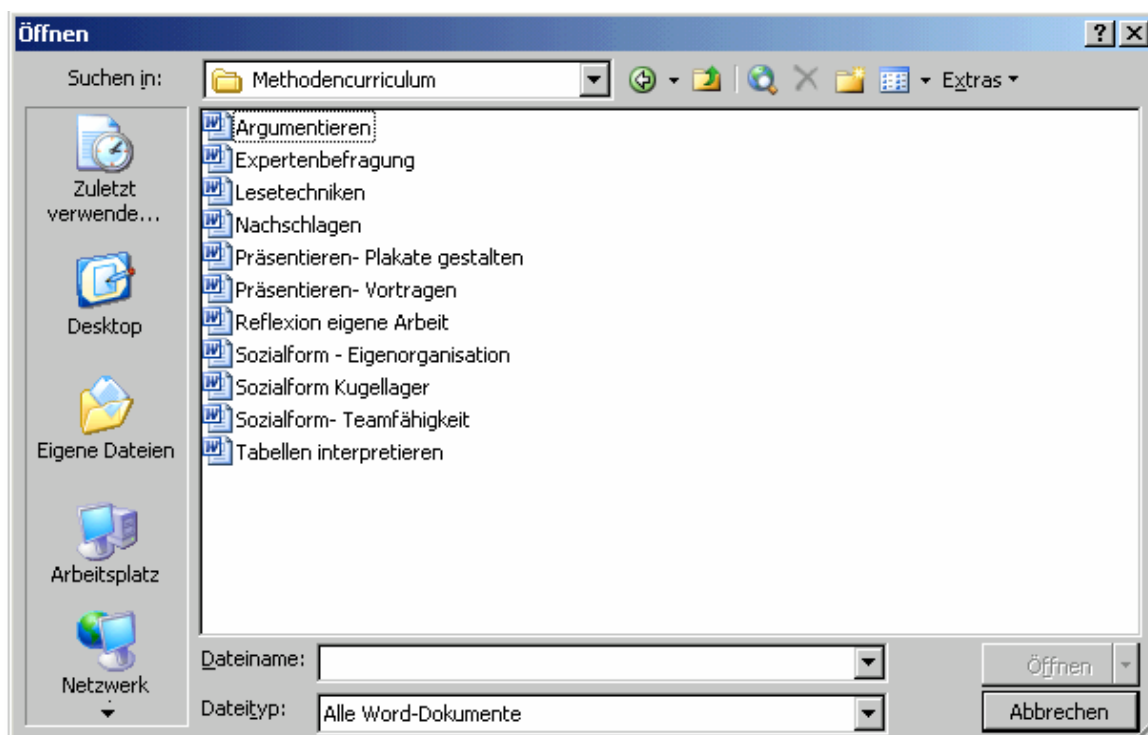 Öffnen
Suchen in:
Methodencurriculum
Extras
Zuletzt
verwende...
Desktop
Eigene Dateien
Arbeitsplatz
Netzwerk
Argumentieren
Expertenbefragung
Lesetechniken
Nachschlagen
Präsentieren- Plakate gestalten
Präsentieren- Vortragen
Reflexion eigene Arbeit
Sozialform - Eigenorganisation
Sozialform Kugellager
Sozialform- Teamfähigkeit
Tabellen interpretieren
Dateiname:
Öffnen
Dateityp:
Alle Word-Dokumente
Abbrechen